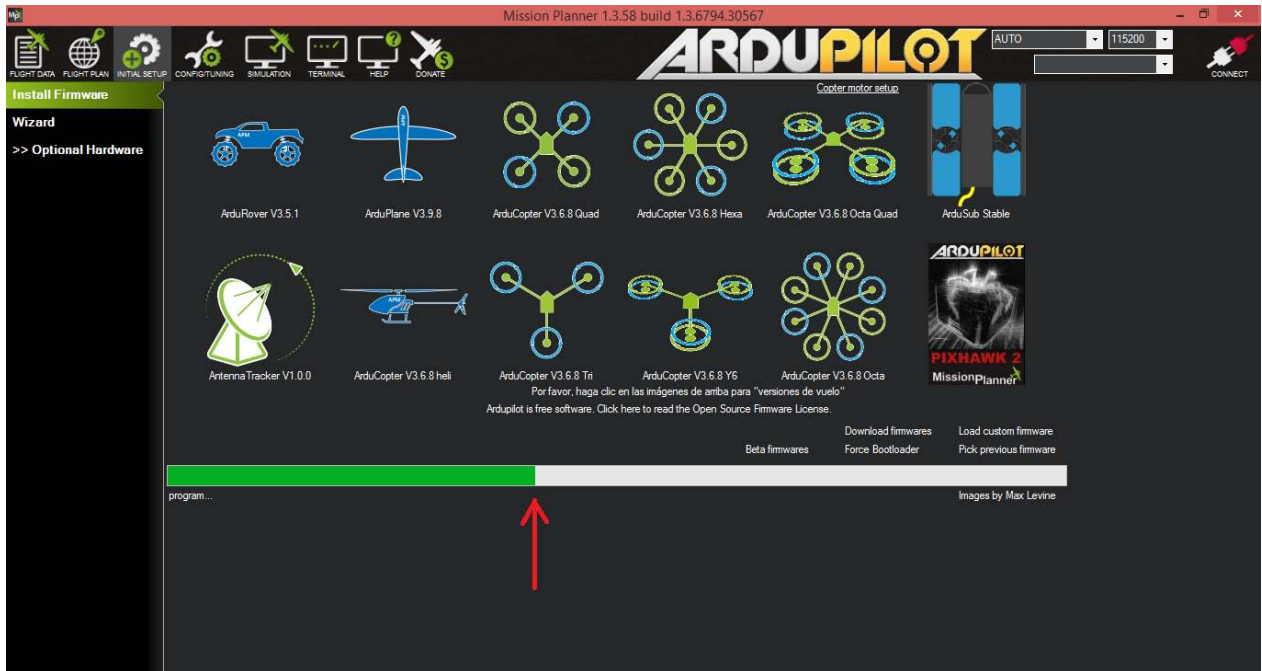 Mission Planner 1.3.58 build 1.3.6794.30567
FLIGHT DATA FLIGHT PLAN INITIAL SETUP CONFIG/TUNING SIMULATION TERMINAL HELP DONATE
ARDUPILOT
AUTO 115200
CONNECT
Install Firmware
Wizard
>> Optional Hardware
Copter motor setup
APM
APM
ArduRover V3.5.1 ArduPlane V3.9.8 ArduCopter V3.6.8 Quad ArduCopter V3.6.8 Hexa ArduCopter V3.6.8 Octa Quad ArduSub Stable
ARDUPILOT
APM
PIXHAWK 2
Mission Planner
AntennaTracker V1.0.0 ArduCopter V3.6.8 heli ArduCopter V3.6.8 Tri ArduCopter V3.6.8 Y6 ArduCopter V3.6.8 Octa
Por favor, haga clic en las imágenes de arriba para "versiones de vuelo"
Ardupilot is free software. Click here to read the Open Source Firmware License.
Download firmwares Load custom firmware
Beta firmwares Force Bootloader Pick previous firmware
program...
Images by Max Levine